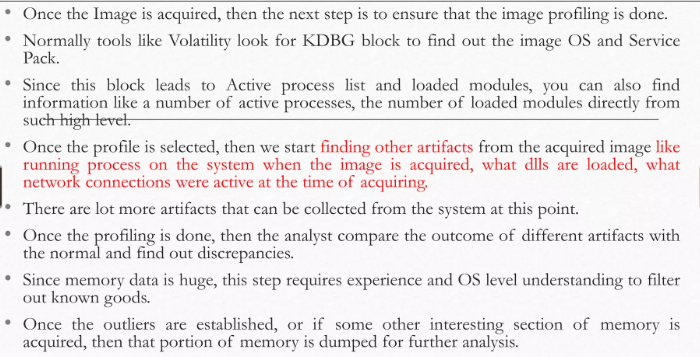 • Once the Image is acquired, then the next step is to ensure that the image profiling is done.
• Normally tools like Volatility look for KDBG block to find out the image OS and Service
Pack.
• Since this block leads to Active process list and loaded modules, you can also find
information like a number of active processes, the number of loaded modules directly from
such high level.
• Once the profile is selected, then we start finding other artifacts from the acquired image like
running process on the system when the image is acquired, what dlls are loaded, what
network connections were active at the time of acquiring.
• There are lot more artifacts that can be collected from the system at this point.
• Once the profiling is done, then the analyst compare the outcome of different artifacts with
the normal and find out discrepancies.
• Since memory data is huge, this step requires experience and OS level understanding to filter
out known goods.
• Once the outliers are established, or if some other interesting section of memory is
acquired, then that portion of memory is dumped for further analysis.